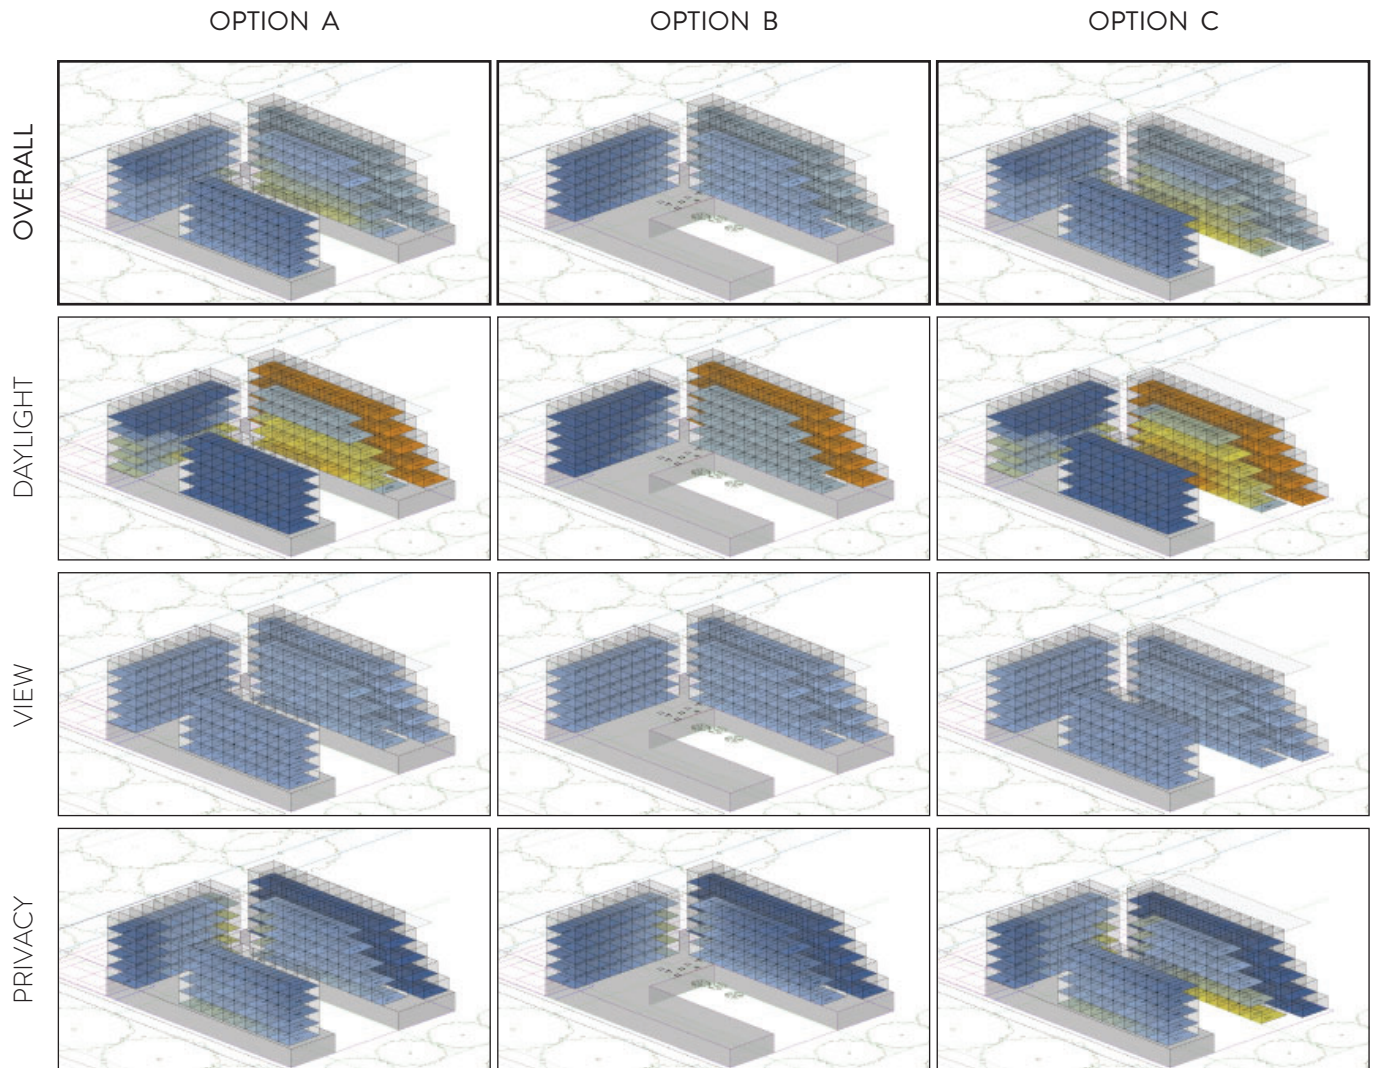 OPTION A
OPTION B
OPTION C
OVERALL
DAYLIGHT
VIEW
PRIVACY